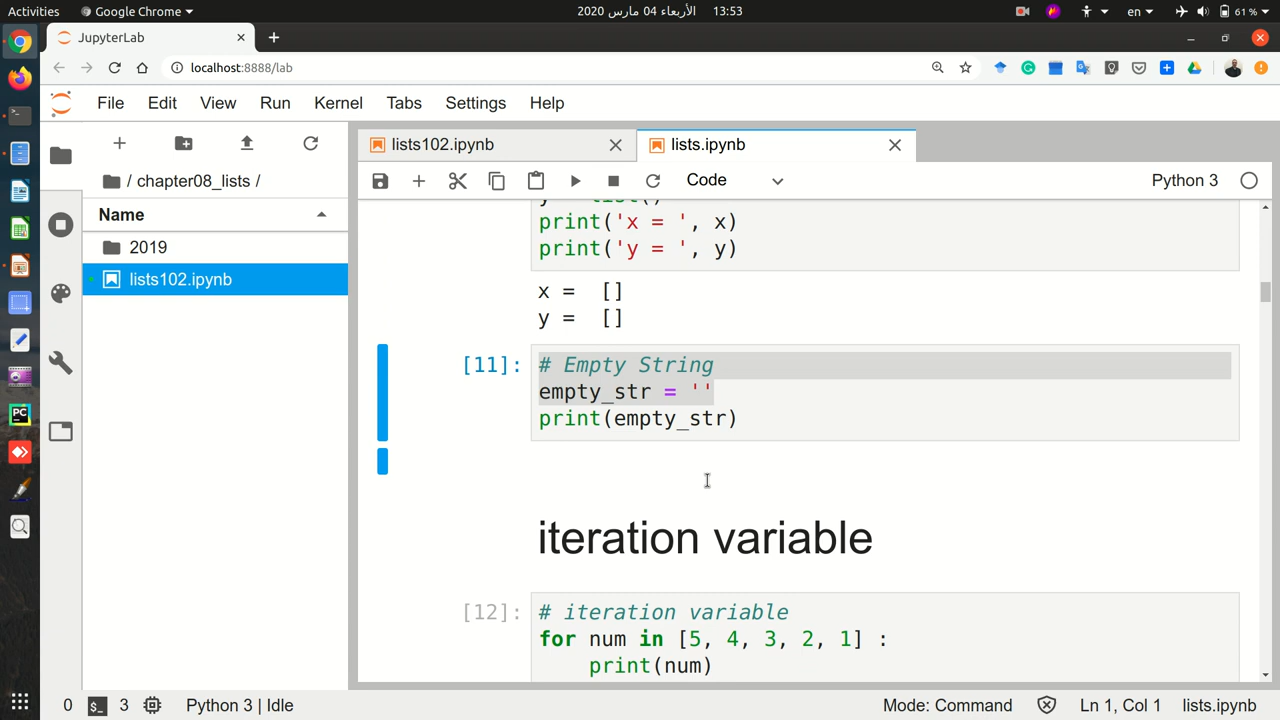 Activities
Google Chrome
الأربعاء 04 مارس 2020 13:53
en
61 %
JupyterLab
localhost:8888/lab
File Edit View Run Kernel Tabs Settings Help
lists102.ipynb
lists.ipynb
/ chapter08_lists /
Code
Python 3
Name
2019
lists102.ipynb
print('x = ', x)
print('y = ', y)
x =  []
y =  []
[11]:
# Empty String
empty_str = ''
print(empty_str)
iteration variable
[12]:
# iteration variable
for num in [5, 4, 3, 2, 1] :
    print(num)
0 $_ 3 Python 3 | Idle
Mode: Command
Ln 1, Col 1
lists.ipynb